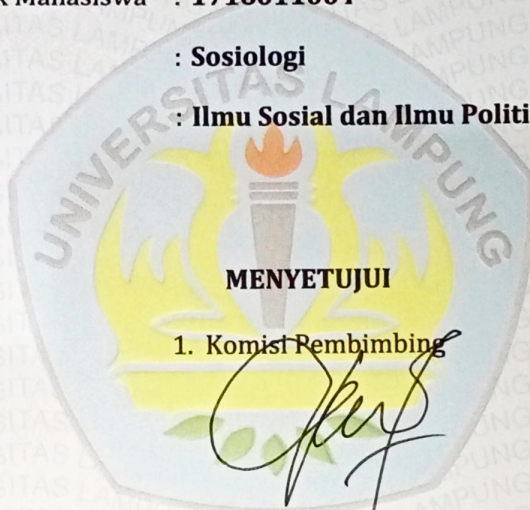 : Sosiologi
: Ilmu Sosial dan Ilmu Politi
UNIVERSITAS LAMPUNG
MENYETUJUI
1. Komisi Pembimbing